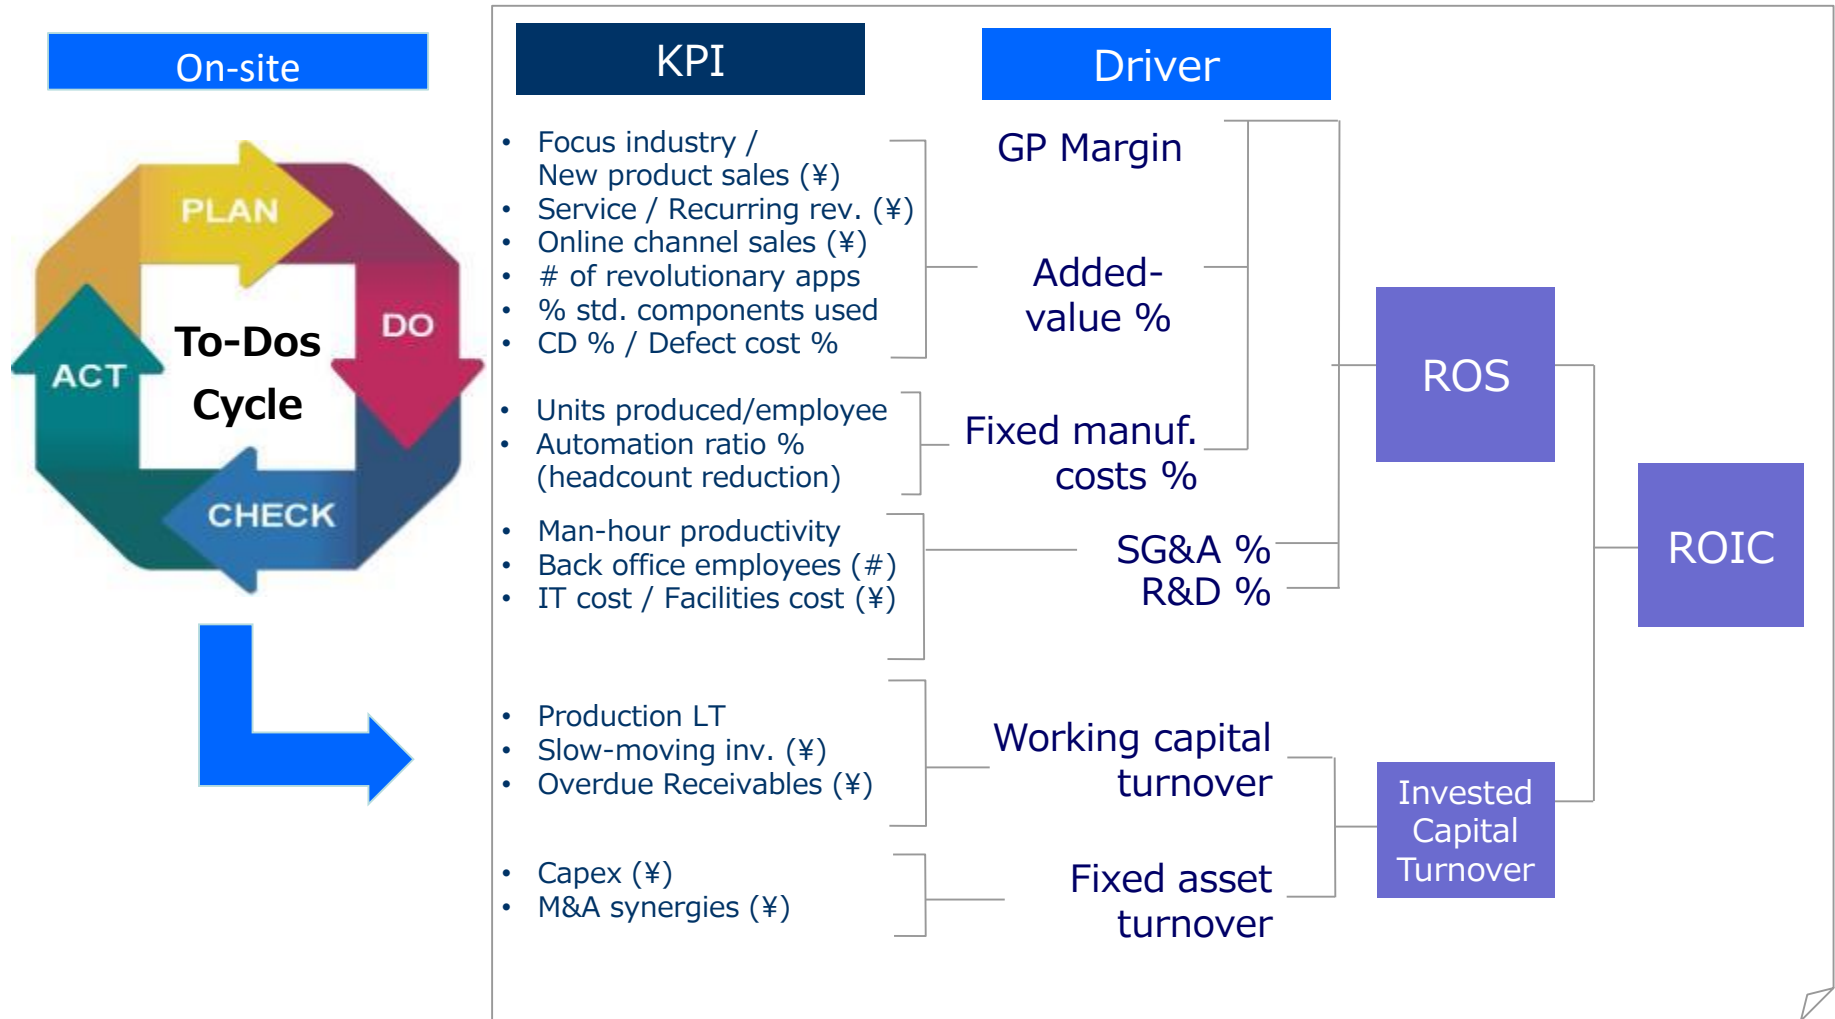 On-site
PLAN
DO
CHECK
ACT
To-Dos
Cycle
KPI
• Focus industry /
New product sales (¥)
• Service / Recurring rev. (¥)
• Online channel sales (¥)
• # of revolutionary apps
• % std. components used
• CD % / Defect cost %
• Units produced/employee
• Automation ratio %
(headcount reduction)
• Man-hour productivity
• Back office employees (#)
• IT cost / Facilities cost (¥)
• Production LT
• Slow-moving inv. (¥)
• Overdue Receivables (¥)
• Capex (¥)
• M&A synergies (¥)
Driver
GP Margin
Added-
value %
Fixed manuf.
costs %
SG&A %
R&D %
Working capital
turnover
Fixed asset
turnover
ROS
Invested
Capital
Turnover
ROIC